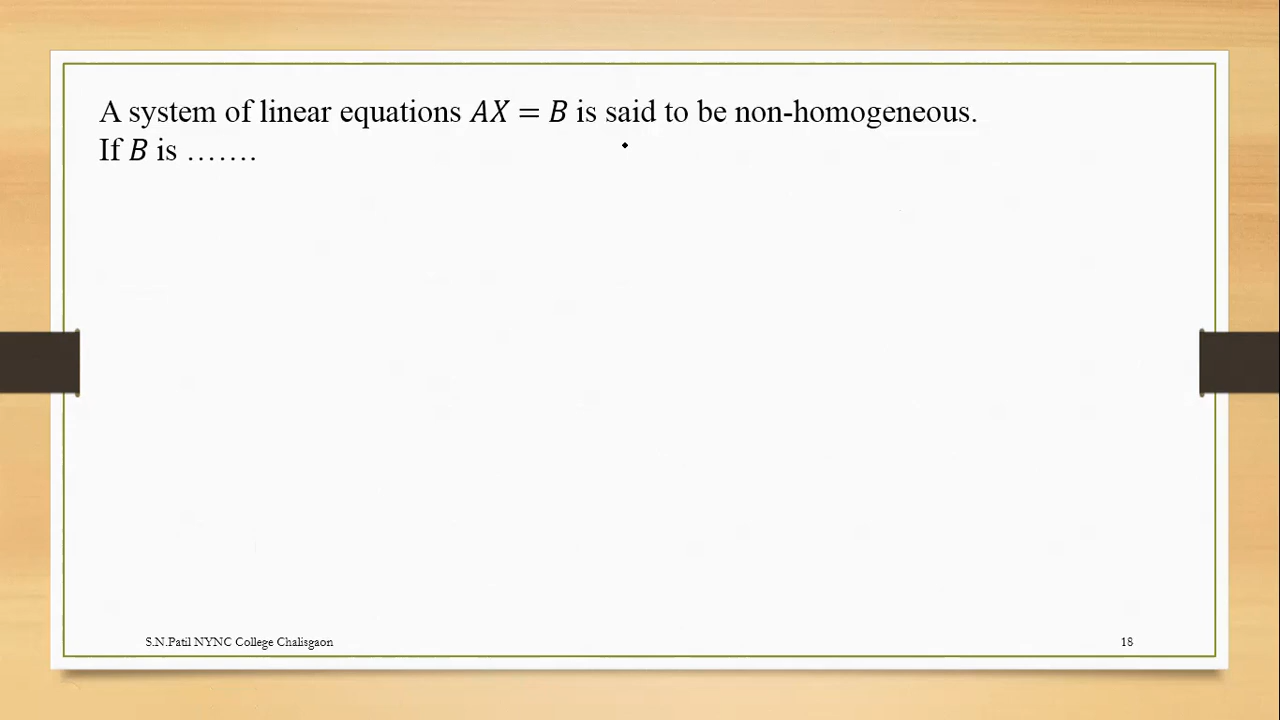 A system of linear equations AX = B is said to be non-homogeneous.
If B is …….
S.N.Patil NYNC College Chalisgaon
18